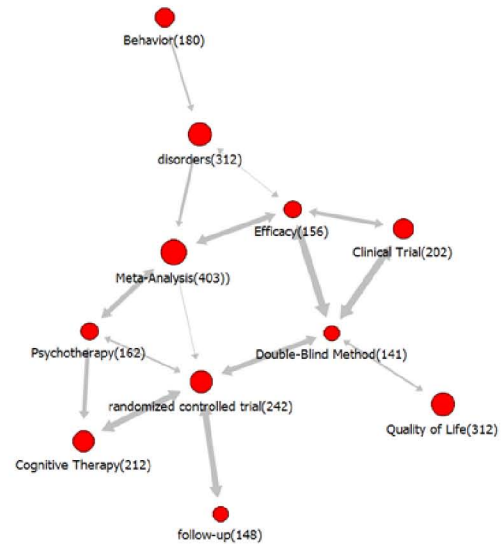 Behavior(180)
disorders(312)
Efficacy(156)
Clinical Trial(202)
Meta-Analysis(403))
Psychotherapy(162)
Double-Blind Method(141)
randomized controlled trial(242)
Quality of Life(312)
Cognitive Therapy(212)
follow-up(148)